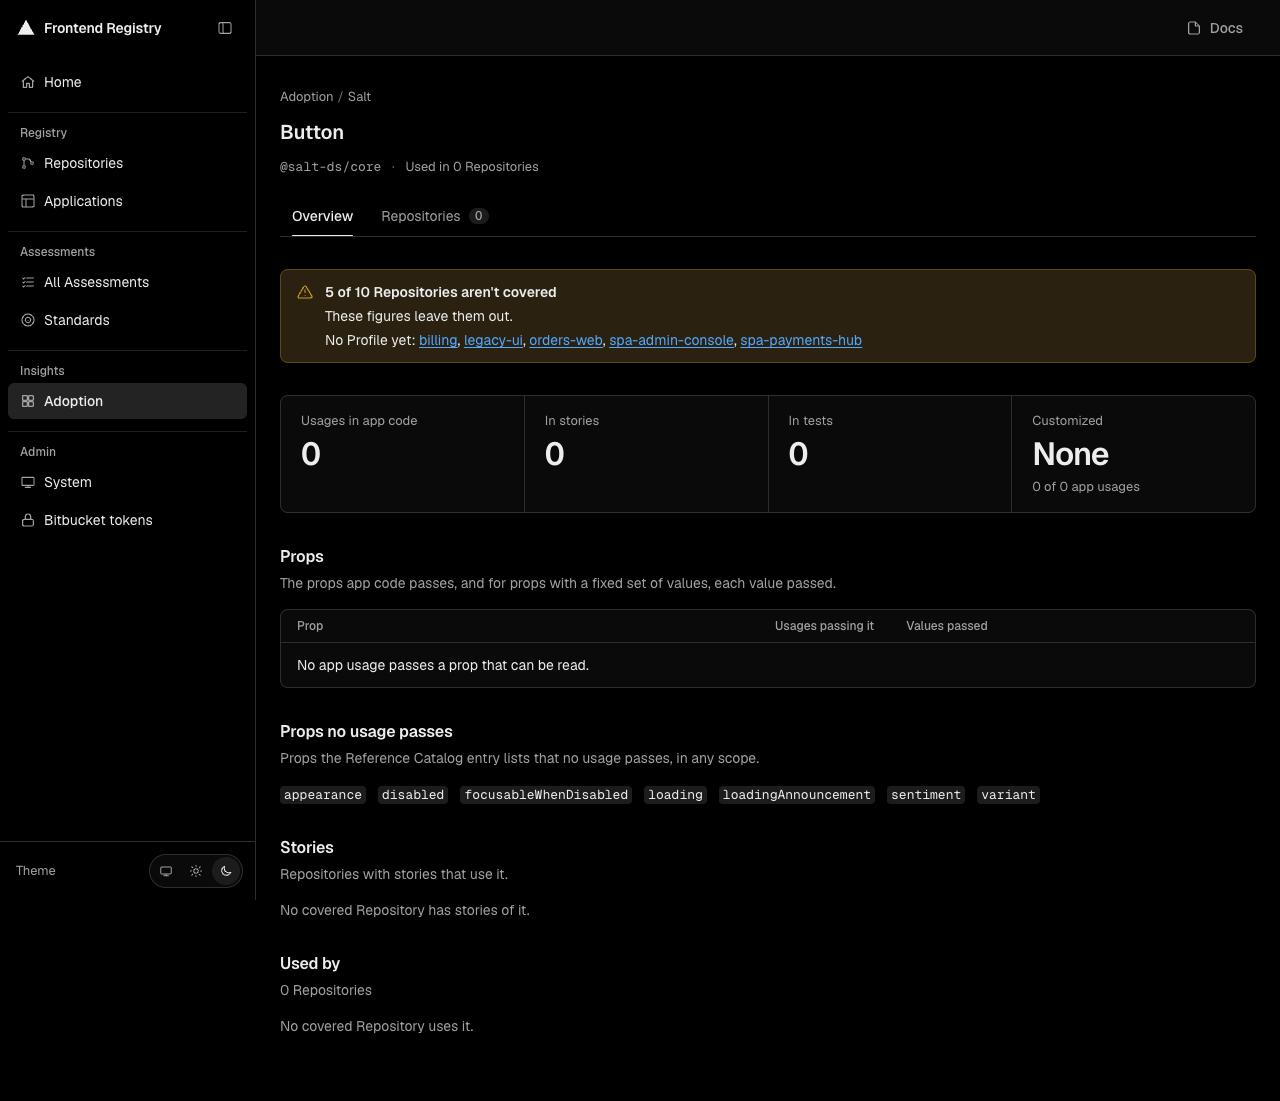 Frontend Registry
Docs
Home
Registry
Repositories
Applications
Assessments
All Assessments
Standards
Insights
Adoption
Admin
System
Bitbucket tokens
Theme
Adoption / Salt
Button
@salt-ds/core · Used in 0 Repositories
Overview Repositories 0
5 of 10 Repositories aren't covered
These figures leave them out.
No Profile yet: billing, legacy-ui, orders-web, spa-admin-console, spa-payments-hub
Usages in app code
0
In stories
0
In tests
0
Customized
None
0 of 0 app usages
Props
The props app code passes, and for props with a fixed set of values, each value passed.
Prop Usages passing it Values passed
No app usage passes a prop that can be read.
Props no usage passes
Props the Reference Catalog entry lists that no usage passes, in any scope.
appearance disabled focusableWhenDisabled loading loadingAnnouncement sentiment variant
Stories
Repositories with stories that use it.
No covered Repository has stories of it.
Used by
0 Repositories
No covered Repository uses it.